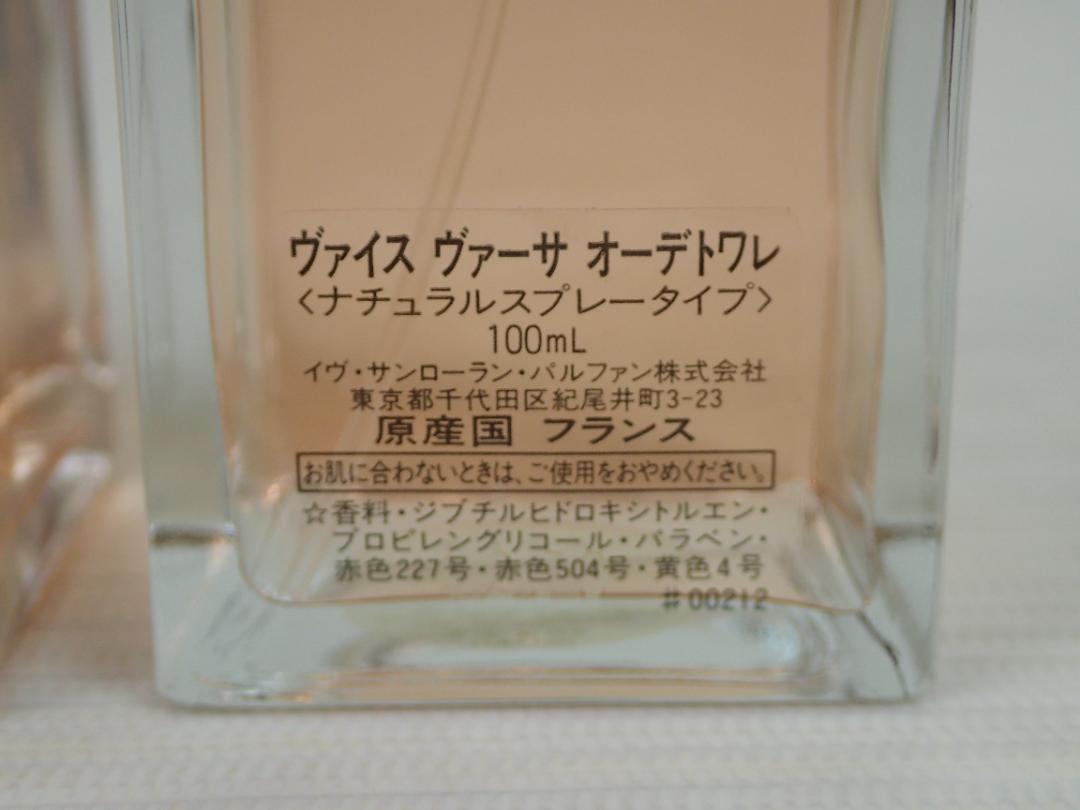 ヴァイス ヴァーサ オーデトワレ
〈ナチュラルスプレータイプ〉
100mL
イヴ・サンローラン・パルファン株式会社
東京都千代田区紀尾井町3-23
原産国 フランス
お肌に合わないときは、ご使用をおやめください。
☆香料・ジブチルヒドロキシトルエン・
プロピレングリコール・パラベン・
赤色227号・赤色504号・黄色4号
#00212